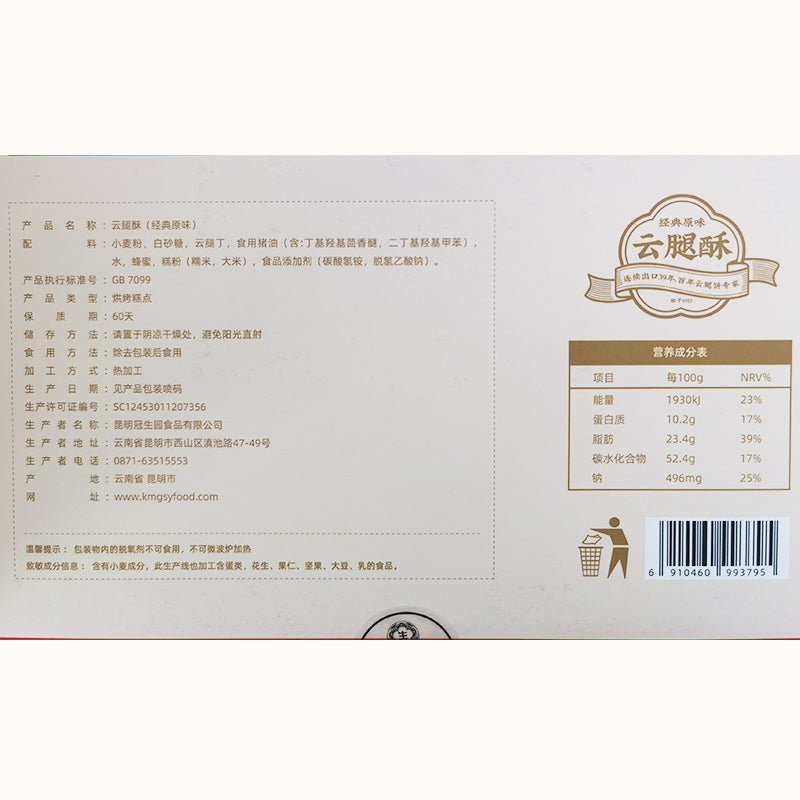 产品名称：云腿酥（经典原味）
配料：小麦粉，白砂糖，云腿丁，食用猪油（含:丁基羟基茴香醚，二丁基羟基甲苯），
水，蜂蜜，糕粉（糯米，大米），食品添加剂（碳酸氢铵，脱氢乙酸钠）。
产品执行标准号：GB 7099
产品类型：烘烤糕点
保质期：60天
储存方法：请置于阴凉干燥处，避免阳光直射
食用方法：除去包装后食用
加工方式：热加工
生产日期：见产品包装喷码
生产许可证编号：SC12453011207356
生产者名称：昆明冠生园食品有限公司
生产者地址：云南省昆明市西山区滇池路47-49号
生产者电话：0871-63515553
产地：云南省 昆明市
网址：www.kmgsyfood.com
温馨提示：包装物内的脱氧剂不可食用，不可微波炉加热
致敏成分信息：含有小麦成分，此生产线也加工含蛋类、花生、果仁、坚果、大豆、乳的食品。
经典原味
云腿酥
连续出口39年,百年云腿饼专家
营养成分表
项目 每100g NRV%
能量 1930kJ 23%
蛋白质 10.2g 17%
脂肪 23.4g 39%
碳水化合物 52.4g 17%
钠 496mg 25%
6 910460 993795